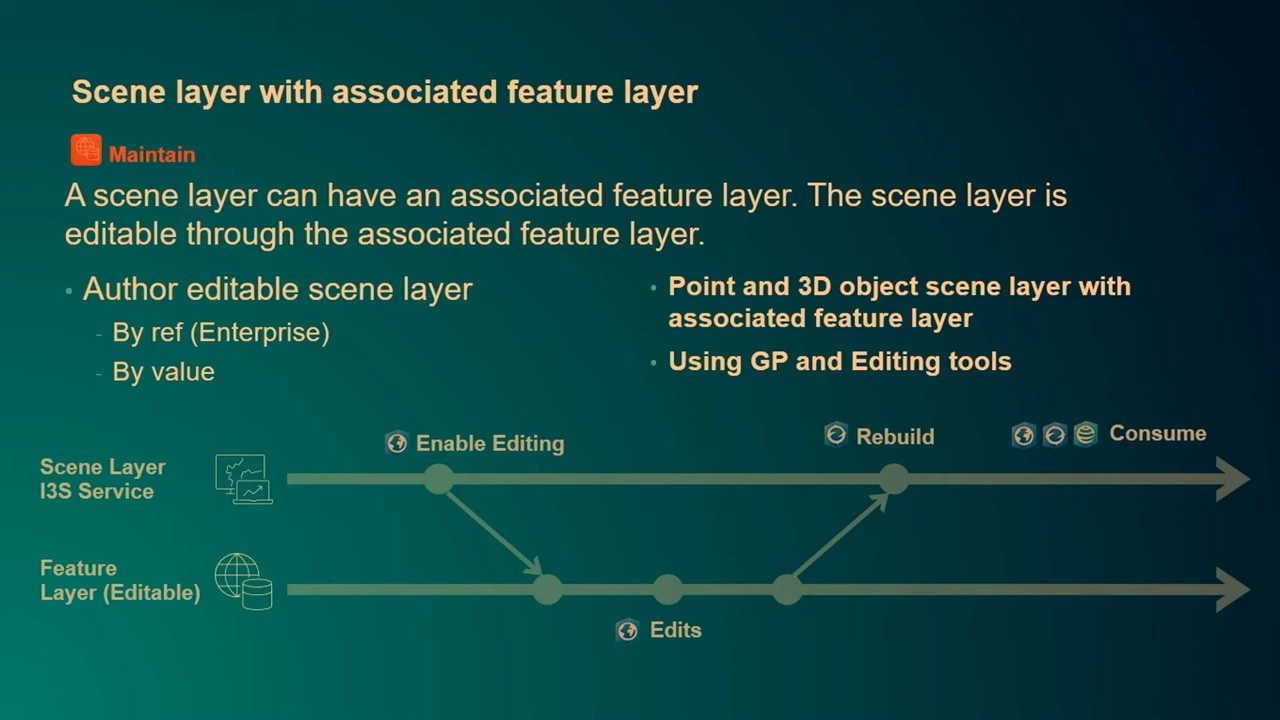 Scene layer with associated feature layer
Maintain
A scene layer can have an associated feature layer. The scene layer is
editable through the associated feature layer.
• Author editable scene layer
- By ref (Enterprise)
- By value
• Point and 3D object scene layer with
associated feature layer
• Using GP and Editing tools
Enable Editing
Rebuild
Consume
Scene Layer
I3S Service
Feature
Layer (Editable)
Edits